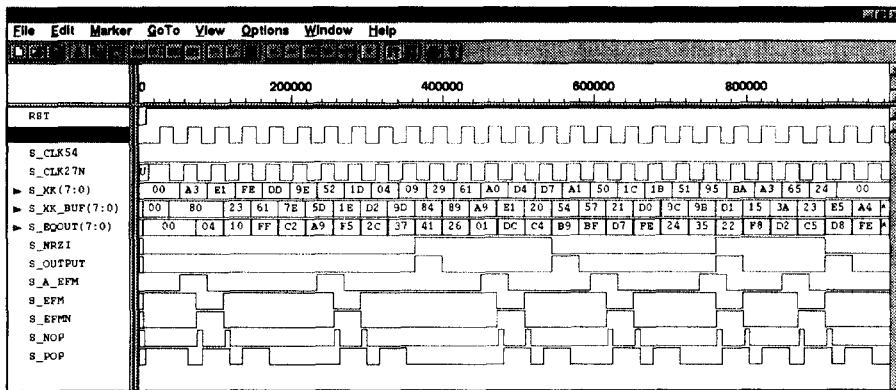 File Edit Marker GoTo View Options Window Help
0 200000 400000 600000 800000
RST
S_CLK54
S_CLK27N U
S_XK(7:0) 00 A3 E1 FE DD 9E 52 1D 04 09 29 61 A0 D4 D7 A1 50 1C 1B 51 95 BA A3 65 24 00
S_XK_BUF(7:0) 00 80 23 61 7E 5D 1E D2 9D 84 89 A9 E1 20 54 57 21 D0 9C 9B D1 15 3A 23 E5 A4
S_EQOUT(7:0) 00 04 10 FF C2 A9 F5 2C 37 41 26 01 DC C4 B9 BF D7 FE 24 35 22 F8 D2 C5 D8 FE
S_NRZI
S_OUTPUT
S_A_EFM
S_EFM
S_EFMN
S_NOP
S_POP